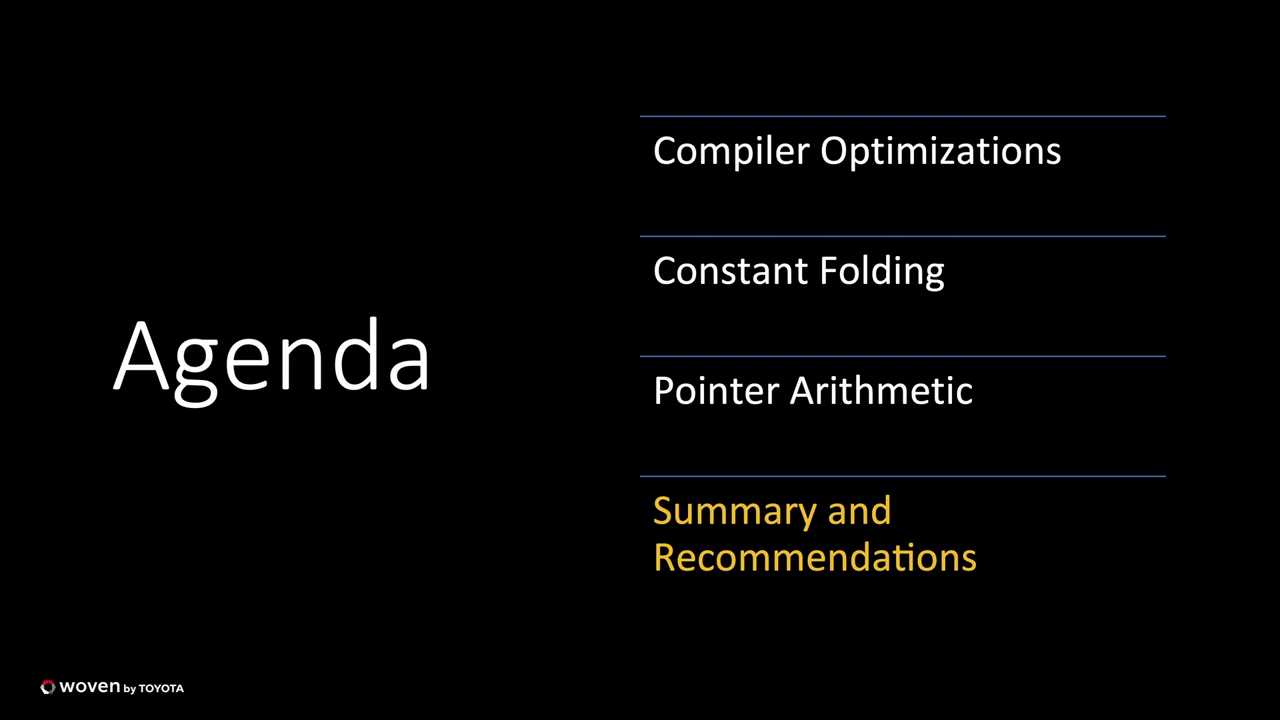 Agenda
Compiler Optimizations
Constant Folding
Pointer Arithmetic
Summary and
Recommendations
woven by TOYOTA